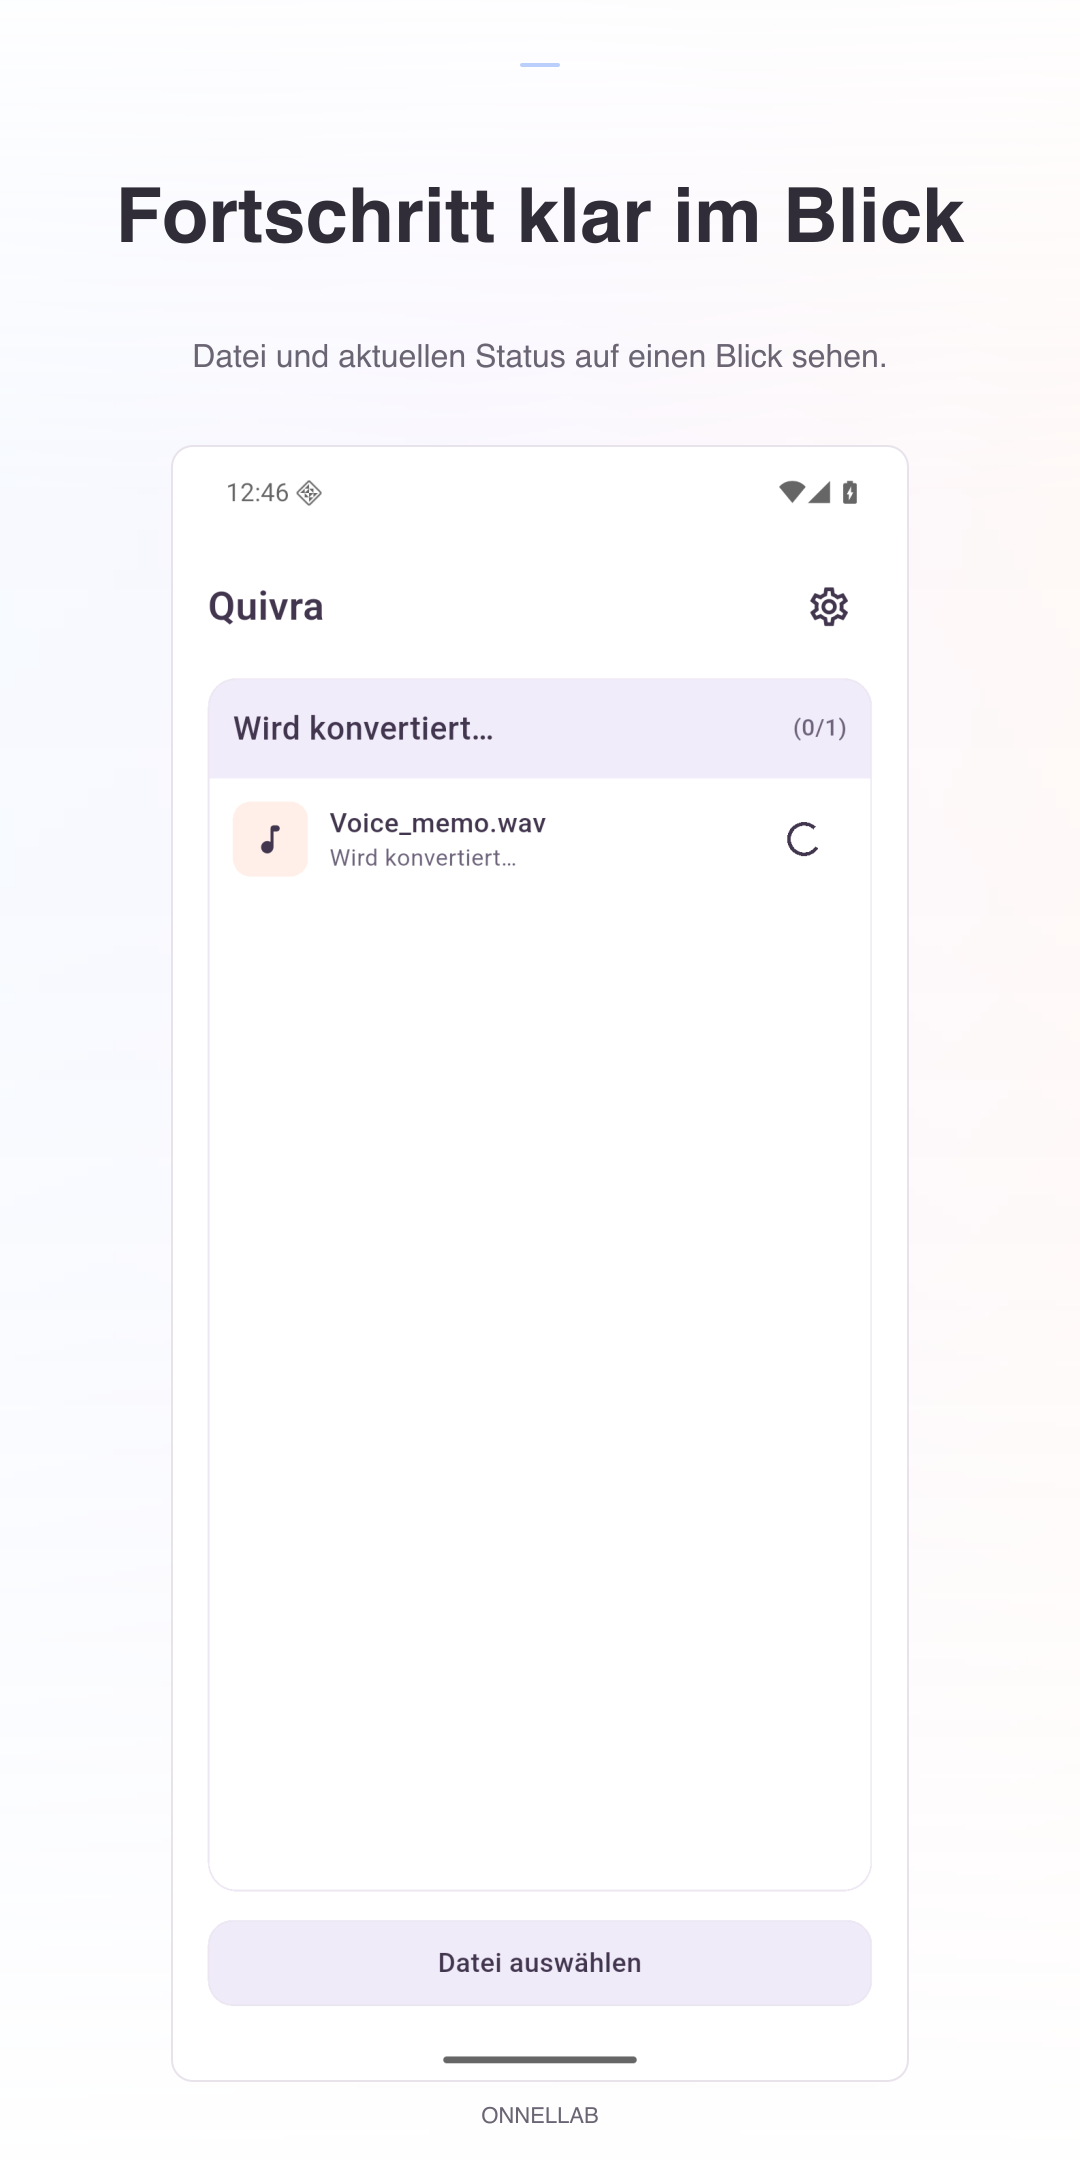 Fortschritt klar im Blick
Datei und aktuellen Status auf einen Blick sehen.
12:46
Quivra
Wird konvertiert…
(0/1)
Voice_memo.wav
Wird konvertiert…
Datei auswählen
ONNELLAB